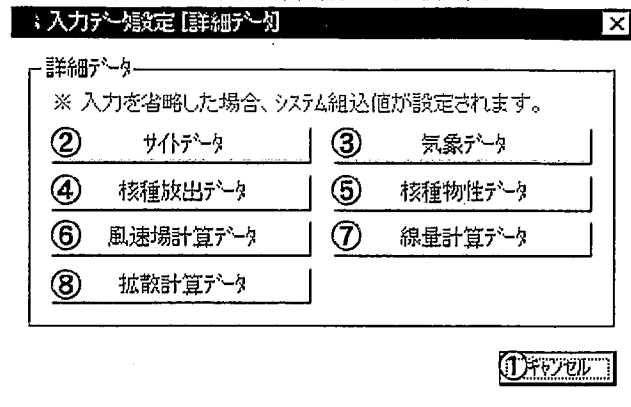 入力ﾃﾞｰﾀ設定 [詳細ﾃﾞｰﾀ]
詳細ﾃﾞｰﾀ
※ 入力を省略した場合、ｼｽﾃﾑ組込値が設定されます。
② ｻｲﾄﾃﾞｰﾀ ③ 気象ﾃﾞｰﾀ
④ 核種放出ﾃﾞｰﾀ ⑤ 核種物性ﾃﾞｰﾀ
⑥ 風速場計算ﾃﾞｰﾀ ⑦ 線量計算ﾃﾞｰﾀ
⑧ 拡散計算ﾃﾞｰﾀ
①ｷｬﾝｾﾙ